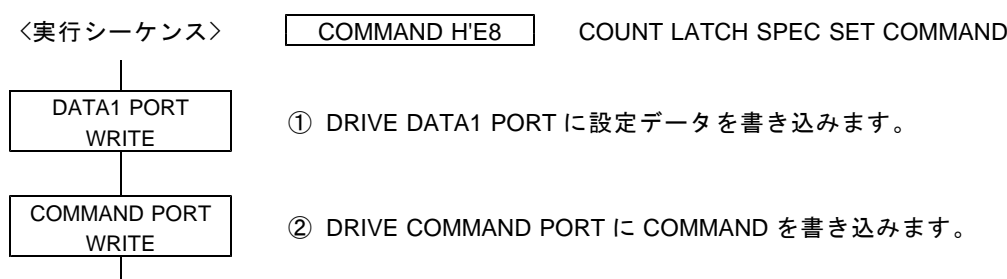 〈実行シーケンス〉 COMMAND H'E8 COUNT LATCH SPEC SET COMMAND
DATA1 PORT
WRITE
① DRIVE DATA1 PORT に設定データを書き込みます。
COMMAND PORT
WRITE
② DRIVE COMMAND PORT に COMMAND を書き込みます。